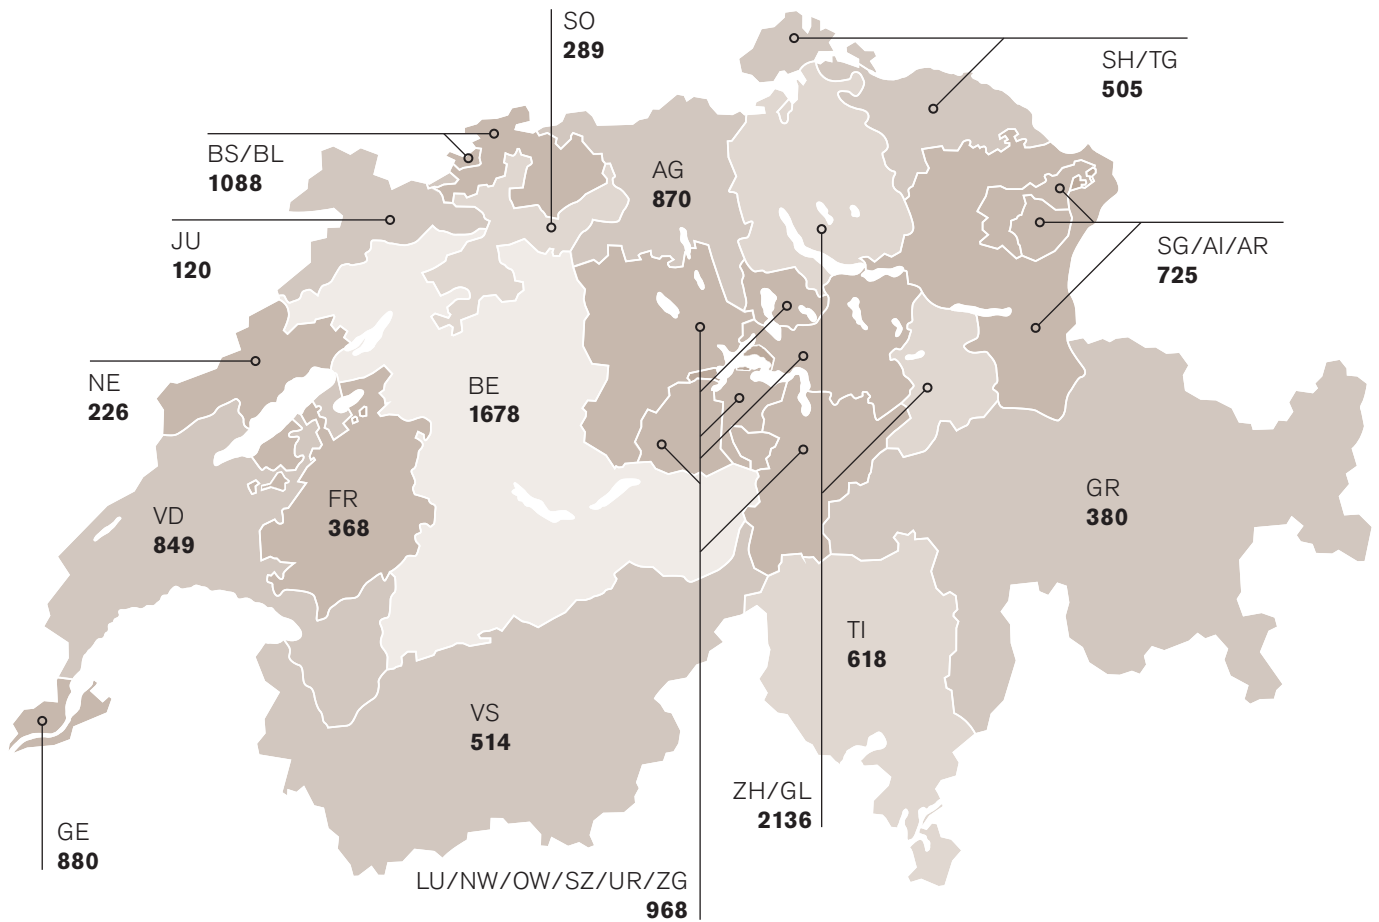 SO
289
SH/TG
505
BS/BL
1088
AG
870
JU
120
SG/AI/AR
725
NE
226
BE
1678
FR
368
VD
849
GR
380
TI
618
VS
514
ZH/GL
2136
GE
880
LU/NW/OW/SZ/UR/ZG
968